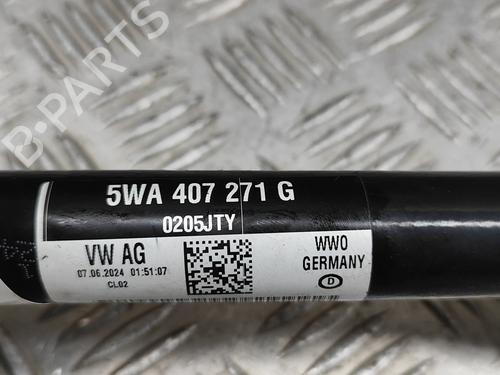 B-PARTS
5WA 407 271 G
0205JTY
VW AG
07.06.2024 01:51:07
CL02
WWO
GERMANY
D